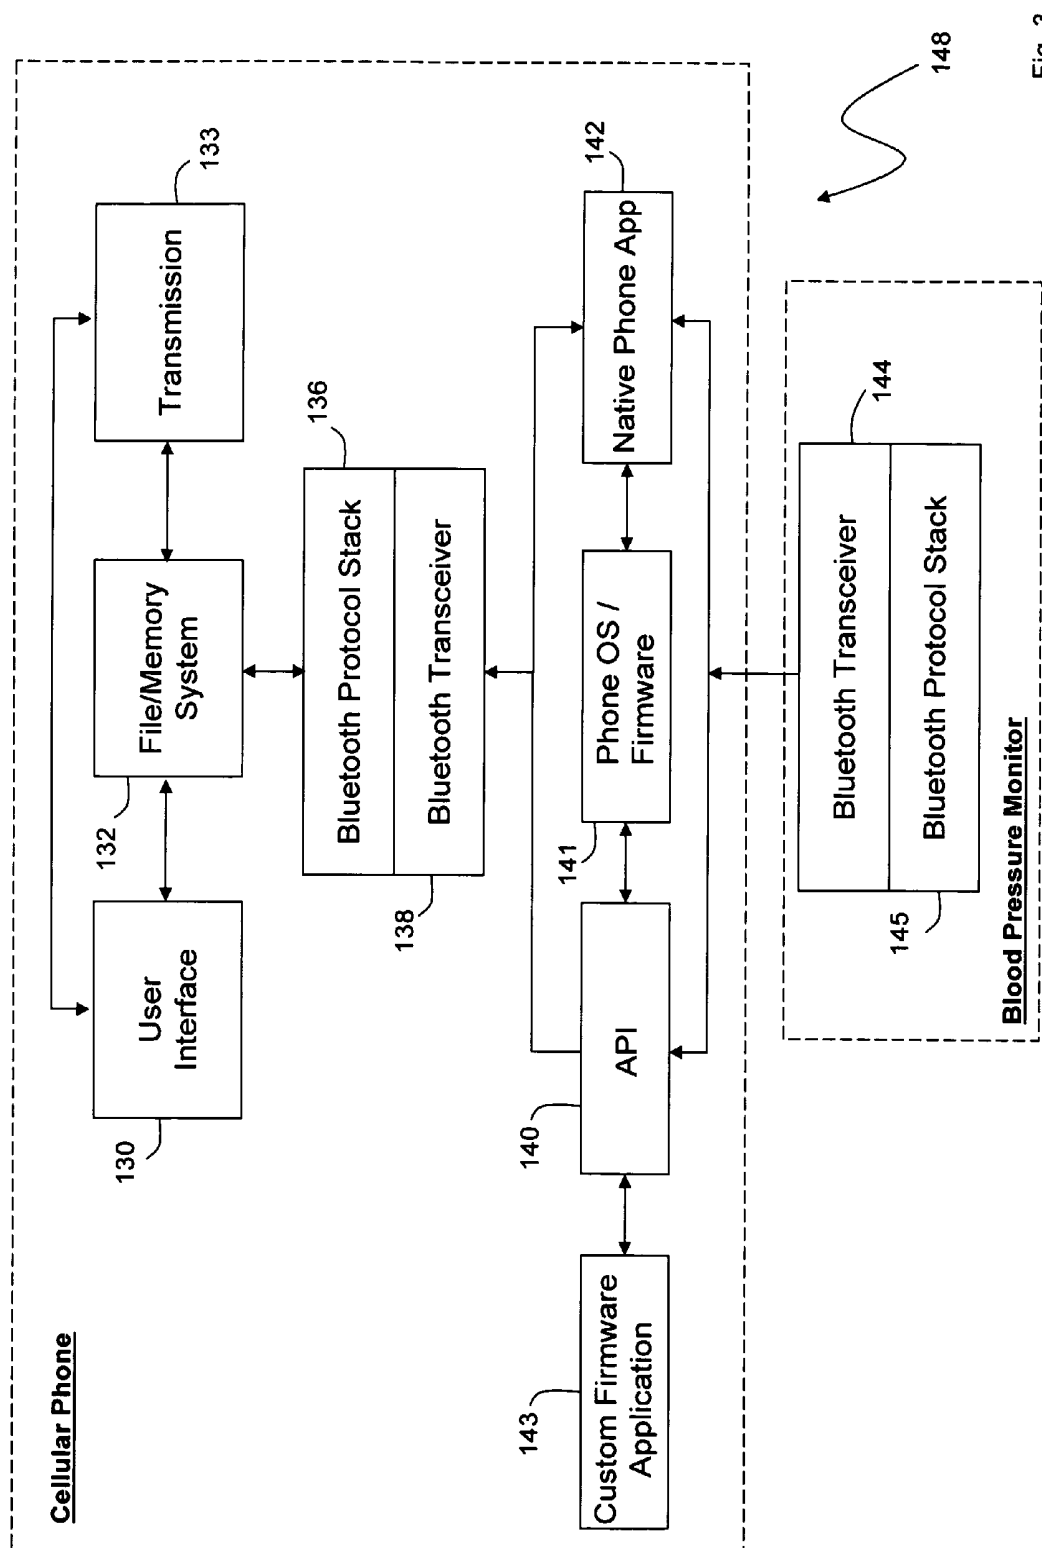 Cellular Phone
130
User
Interface
132
File/Memory
System
Transmission
133
136
Bluetooth Protocol Stack
Bluetooth Transceiver
138
143
Custom Firmware
Application
140
API
141
Phone OS /
Firmware
Native Phone App
142
144
Bluetooth Transceiver
Bluetooth Protocol Stack
145
Blood Pressure Monitor
148
Fig.